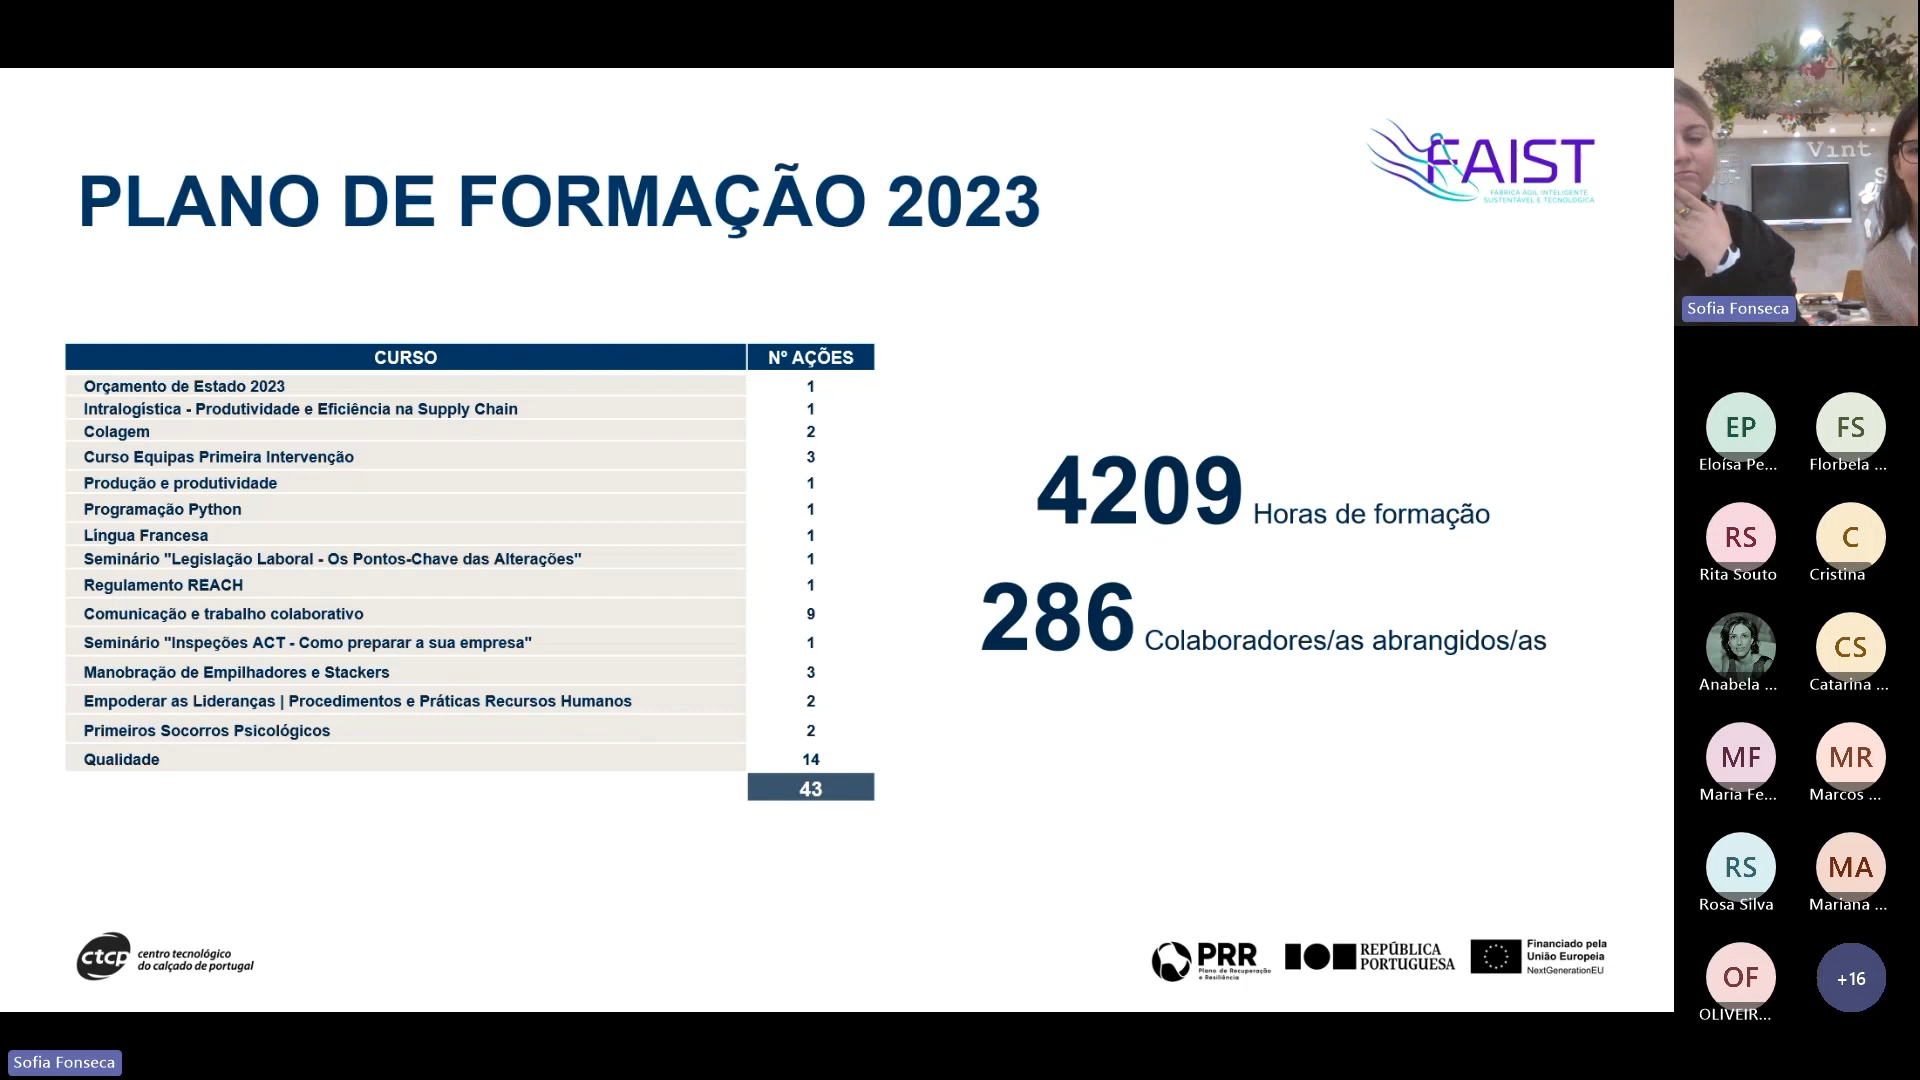 PLANO DE FORMAÇÃO 2023
FAIST
FÁBRICA ÁGIL INTELIGENTE
SUSTENTÁVEL E TECNOLÓGICA
CURSO Nº AÇÕES
Orçamento de Estado 2023 1
Intralogística - Produtividade e Eficiência na Supply Chain 1
Colagem 2
Curso Equipas Primeira Intervenção 3
Produção e produtividade 1
Programação Python 1
Língua Francesa 1
Seminário "Legislação Laboral - Os Pontos-Chave das Alterações" 1
Regulamento REACH 1
Comunicação e trabalho colaborativo 9
Seminário "Inspeções ACT - Como preparar a sua empresa" 1
Manobração de Empilhadores e Stackers 3
Empoderar as Lideranças | Procedimentos e Práticas Recursos Humanos 2
Primeiros Socorros Psicológicos 2
Qualidade 14
43
4209 Horas de formação
286 Colaboradores/as abrangidos/as
ctcp
centro tecnológico
do calçado de portugal
PRR
Plano de Recuperação
e Resiliência
REPÚBLICA
PORTUGUESA
Financiado pela
União Europeia
NextGenerationEU
Sofia Fonseca
Vint
Sofia Fonseca
EP FS
Eloísa Pe... Florbela ...
RS C
Rita Souto Cristina
CS
Anabela ... Catarina ...
MF MR
Maria Fe... Marcos ...
RS MA
Rosa Silva Mariana ...
OF +16
OLIVEIR...